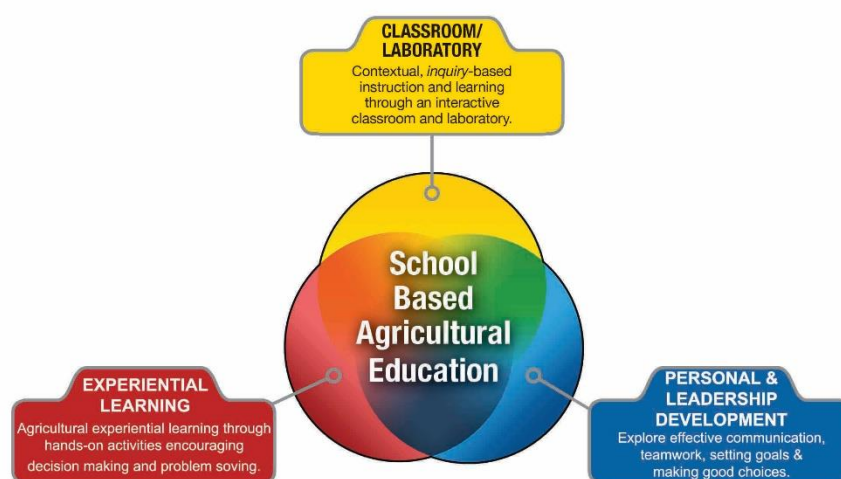 CLASSROOM/
LABORATORY
Contextual, inquiry-based
instruction and learning
through an interactive
classroom and laboratory.
School
Based
Agricultural
Education
EXPERIENTIAL
LEARNING
Agricultural experiential learning through
hands-on activities encouraging
decision making and problem soving.
PERSONAL &
LEADERSHIP
DEVELOPMENT
Explore effective communication,
teamwork, setting goals &
making good choices.